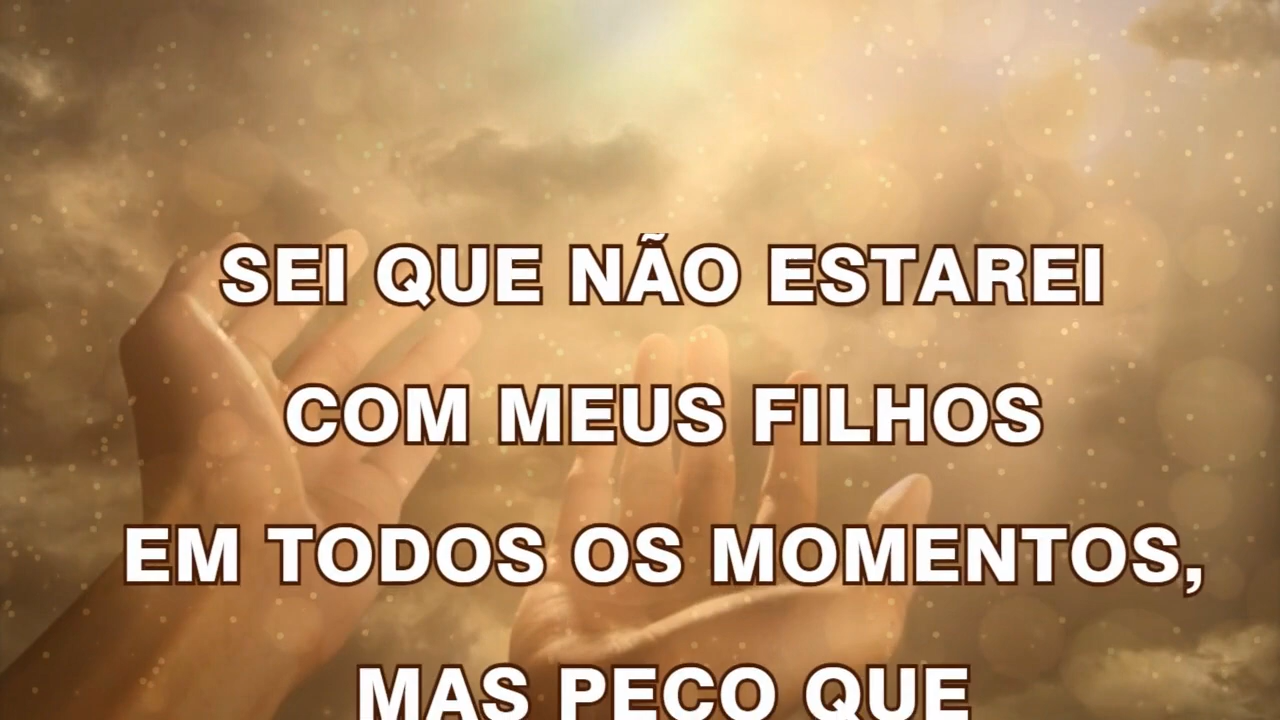 SEI QUE NÃO ESTAREI
COM MEUS FILHOS
EM TODOS OS MOMENTOS,
MAS PEÇO QUE